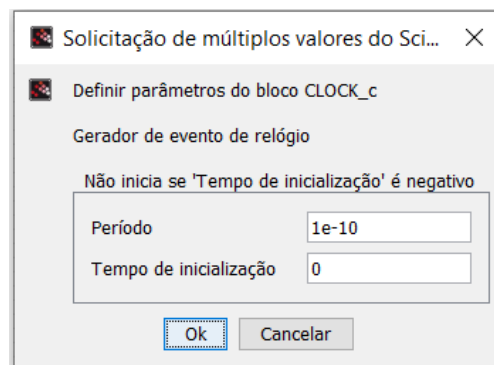 Solicitação de múltiplos valores do Sci...
Definir parâmetros do bloco CLOCK_c
Gerador de evento de relógio
Não inicia se 'Tempo de inicialização' é negativo
Período 1e-10
Tempo de inicialização 0
Ok Cancelar